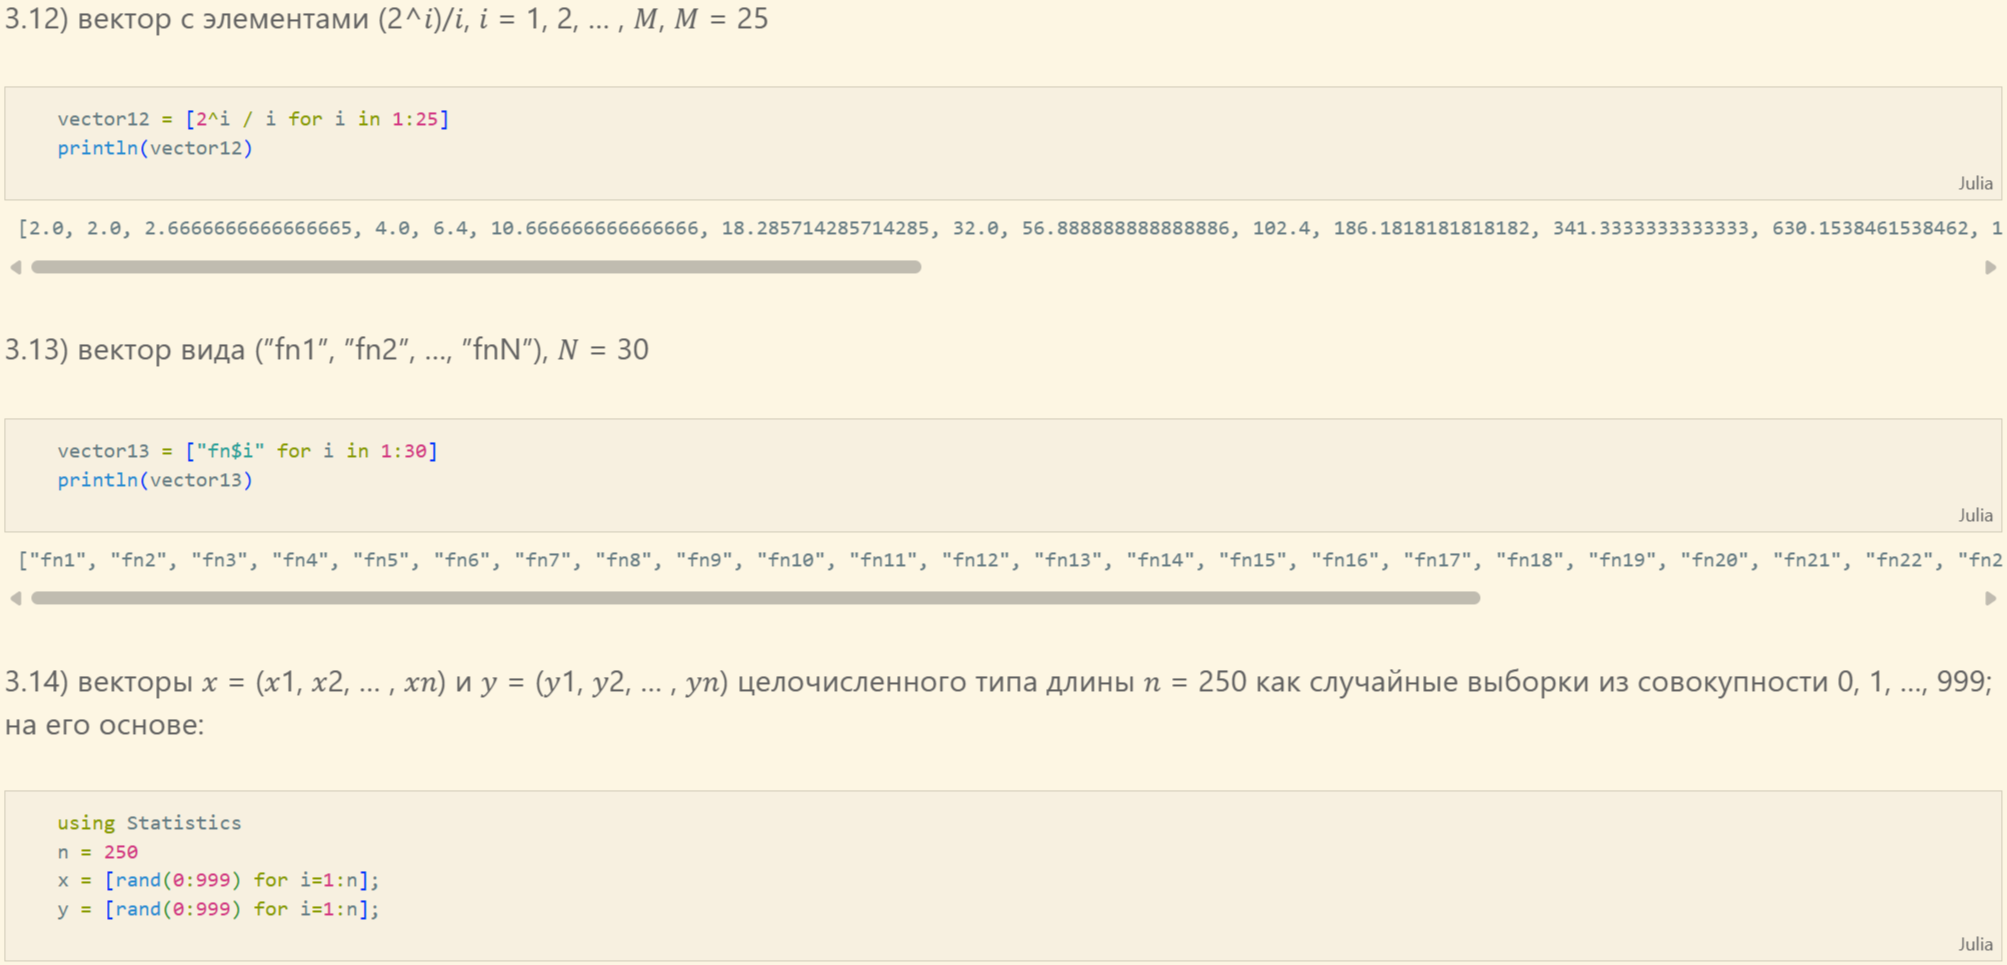 3.12) вектор с элементами (2^i)/i, i = 1, 2, ... , M, M = 25
vector12 = [2^i / i for i in 1:25]
println(vector12)
Julia
[2.0, 2.0, 2.6666666666666665, 4.0, 6.4, 10.666666666666666, 18.285714285714285, 32.0, 56.888888888888886, 102.4, 186.1818181818182, 341.3333333333333, 630.1538461538462, 1
3.13) вектор вида ("fn1", "fn2", ..., "fnN"), N = 30
vector13 = ["fn$i" for i in 1:30]
println(vector13)
Julia
["fn1", "fn2", "fn3", "fn4", "fn5", "fn6", "fn7", "fn8", "fn9", "fn10", "fn11", "fn12", "fn13", "fn14", "fn15", "fn16", "fn17", "fn18", "fn19", "fn20", "fn21", "fn22", "fn2
3.14) векторы x = (x1, x2, ... , xn) и y = (y1, y2, ... , yn) целочисленного типа длины n = 250 как случайные выборки из совокупности 0, 1, ..., 999;
на его основе:
using Statistics
n = 250
x = [rand(0:999) for i=1:n];
y = [rand(0:999) for i=1:n];
Julia